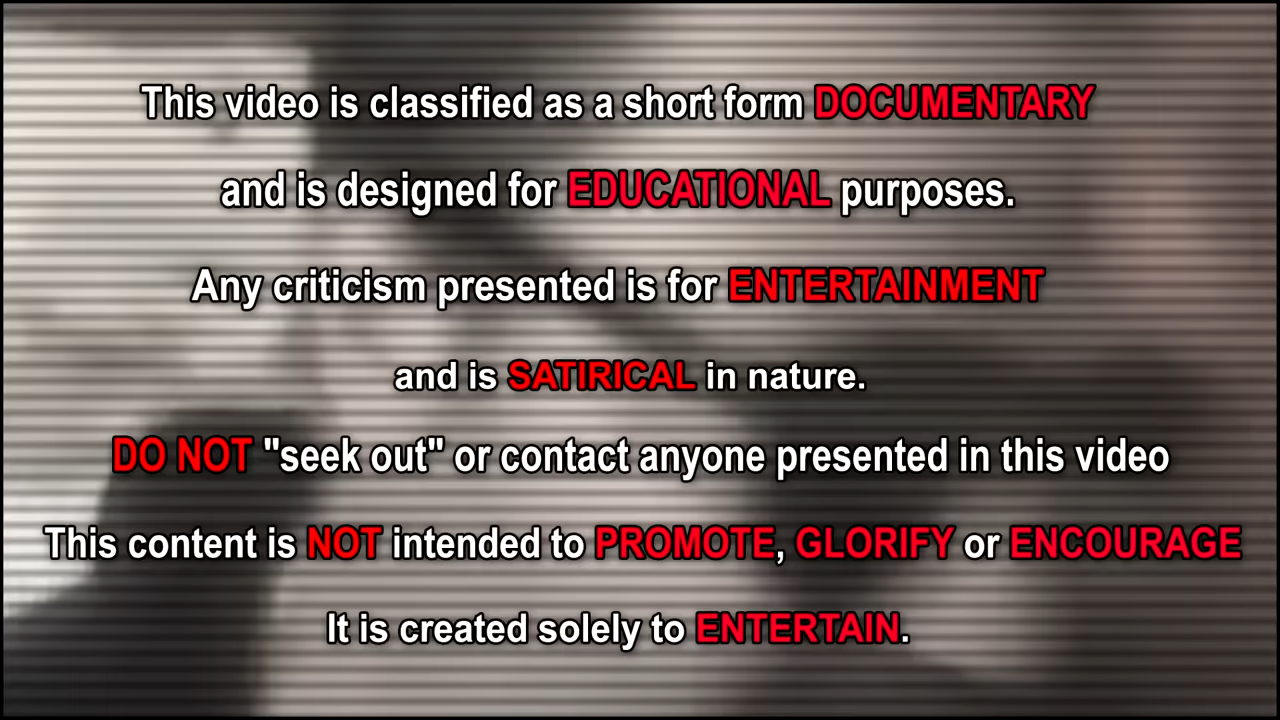 This video is classified as a short form DOCUMENTARY
and is designed for EDUCATIONAL purposes.
Any criticism presented is for ENTERTAINMENT
and is SATIRICAL in nature.
DO NOT "seek out" or contact anyone presented in this video
This content is NOT intended to PROMOTE, GLORIFY or ENCOURAGE
It is created solely to ENTERTAIN.